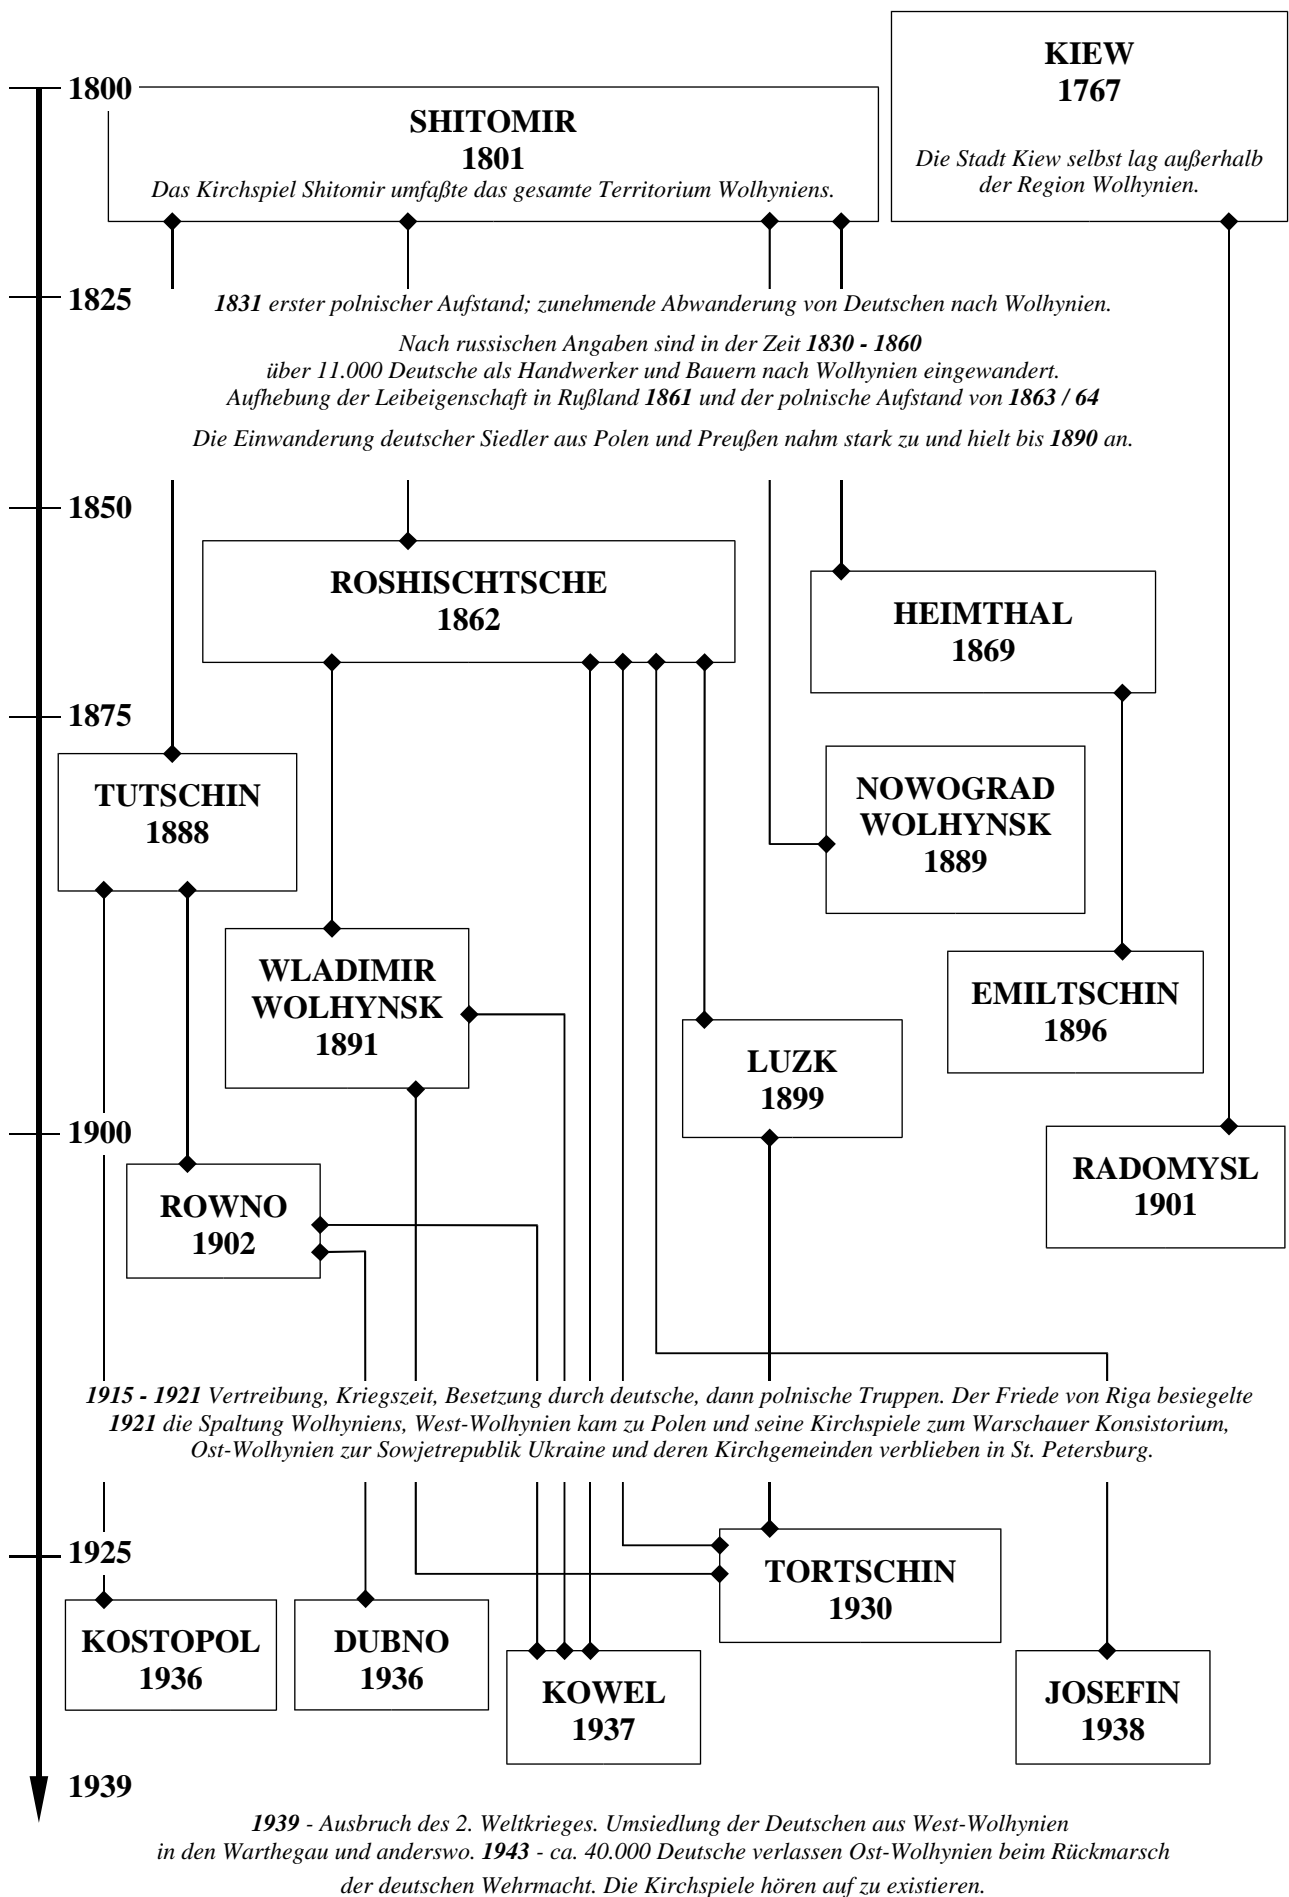 KIEW
1767
Die Stadt Kiew selbst lag außerhalb
der Region Wolhynien.
1800
SHITOMIR
1801
Das Kirchspiel Shitomir umfaßte das gesamte Territorium Wolhyniens.
1825
1831 erster polnischer Aufstand; zunehmende Abwanderung von Deutschen nach Wolhynien.
Nach russischen Angaben sind in der Zeit 1830 - 1860
über 11.000 Deutsche als Handwerker und Bauern nach Wolhynien eingewandert.
Aufhebung der Leibeigenschaft in Rußland 1861 und der polnische Aufstand von 1863 / 64
Die Einwanderung deutscher Siedler aus Polen und Preußen nahm stark zu und hielt bis 1890 an.
1850
ROSHISCHTSCHE
1862
HEIMTHAL
1869
1875
TUTSCHIN
1888
NOWOGRAD
WOLHYNSK
1889
WLADIMIR
WOLHYNSK
1891
EMILTSCHIN
1896
LUZK
1899
1900
RADOMYSL
1901
ROWNO
1902
1915 - 1921 Vertreibung, Kriegszeit, Besetzung durch deutsche, dann polnische Truppen. Der Friede von Riga besiegelte
1921 die Spaltung Wolhyniens, West-Wolhynien kam zu Polen und seine Kirchspiele zum Warschauer Konsistorium,
Ost-Wolhynien zur Sowjetrepublik Ukraine und deren Kirchgemeinden verblieben in St. Petersburg.
1925
TORTSCHIN
1930
KOSTOPOL
1936
DUBNO
1936
KOWEL
1937
JOSEFIN
1938
1939
1939 - Ausbruch des 2. Weltkrieges. Umsiedlung der Deutschen aus West-Wolhynien
in den Warthegau und anderswo. 1943 - ca. 40.000 Deutsche verlassen Ost-Wolhynien beim Rückmarsch
der deutschen Wehrmacht. Die Kirchspiele hören auf zu existieren.